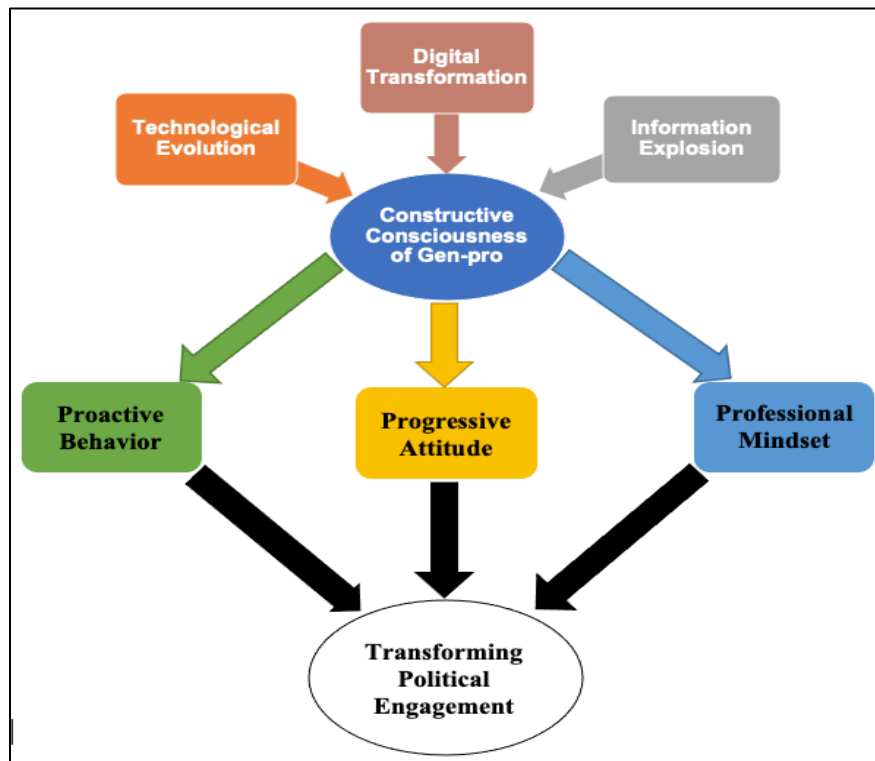 Digital
Transformation
Technological
Evolution
Information
Explosion
Constructive
Consciousness
of Gen-pro
Proactive
Behavior
Progressive
Attitude
Professional
Mindset
Transforming
Political
Engagement